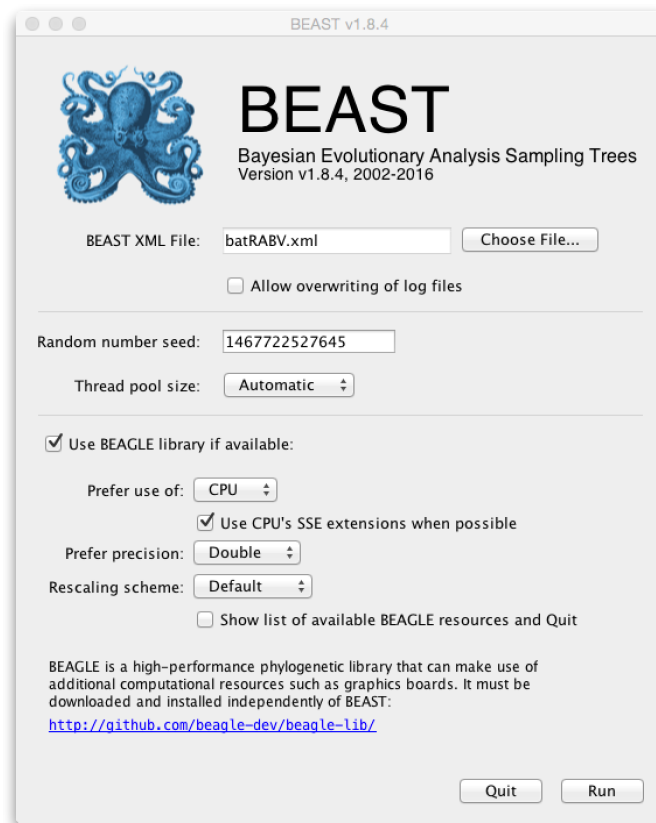 BEAST v1.8.4
BEAST
Bayesian Evolutionary Analysis Sampling Trees
Version v1.8.4, 2002-2016
BEAST XML File: batRABV.xml Choose File...
Allow overwriting of log files
Random number seed: 1467722527645
Thread pool size: Automatic
Use BEAGLE library if available:
Prefer use of: CPU
Use CPU's SSE extensions when possible
Prefer precision: Double
Rescaling scheme: Default
Show list of available BEAGLE resources and Quit
BEAGLE is a high-performance phylogenetic library that can make use of
additional computational resources such as graphics boards. It must be
downloaded and installed independently of BEAST:
http://github.com/beagle-dev/beagle-lib/
Quit Run